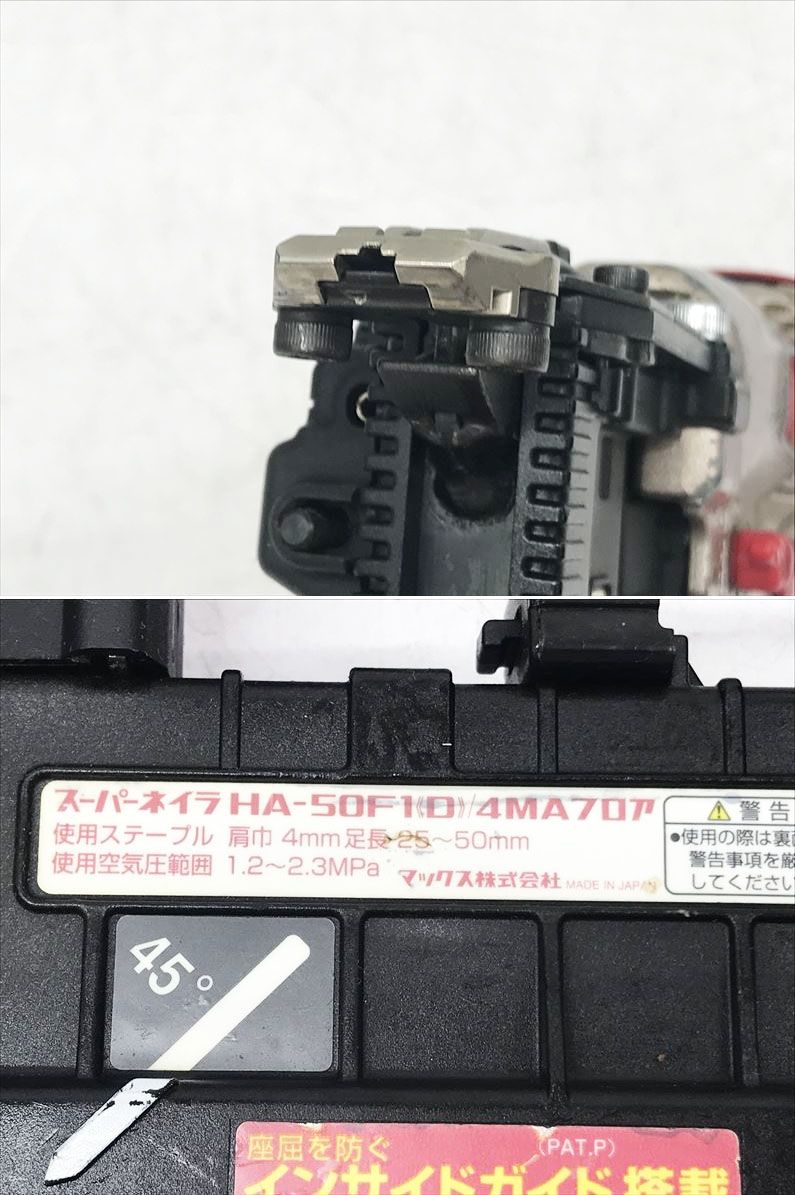 スーパーネイラ HA-50F1(D)/4MAフロア
使用ステープル 肩巾 4mm 足長 25～50mm
使用空気圧範囲 1.2～2.3MPa
マックス株式会社 MADE IN JAPAN
警告
●使用の際は裏面
警告事項を厳
してください
45°
座屈を防ぐ (PAT.P)
インサイドガイド搭載